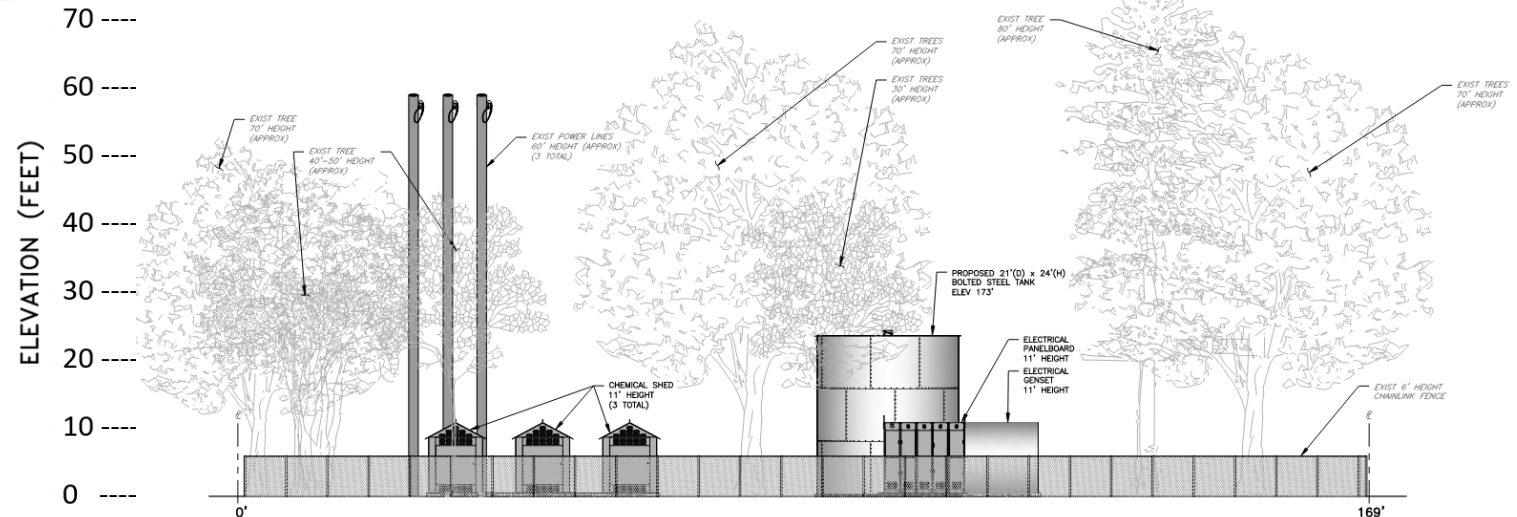 70 ----
60 ----
50 ----
40 ----
30 ----
20 ----
10 ----
0 ----
ELEVATION (FEET)
EXIST TREE
70' HEIGHT
(APPROX)
EXIST TREE
40'-50' HEIGHT
(APPROX)
EXIST POWER LINES
60' HEIGHT (APPROX)
(3 TOTAL)
CHEMICAL SHED
11' HEIGHT
(3 TOTAL)
EXIST TREES
70' HEIGHT
(APPROX)
EXIST TREES
30' HEIGHT
(APPROX)
PROPOSED 21'(D) x 24'(H)
BOLTED STEEL TANK
ELEV 173'
ELECTRICAL
PANELBOARD
11' HEIGHT
ELECTRICAL
GENSET
11' HEIGHT
EXIST TREE
80' HEIGHT
(APPROX)
EXIST TREES
70' HEIGHT
(APPROX)
EXIST 6' HEIGHT
CHAINLINK FENCE
℄
℄
0'
169'